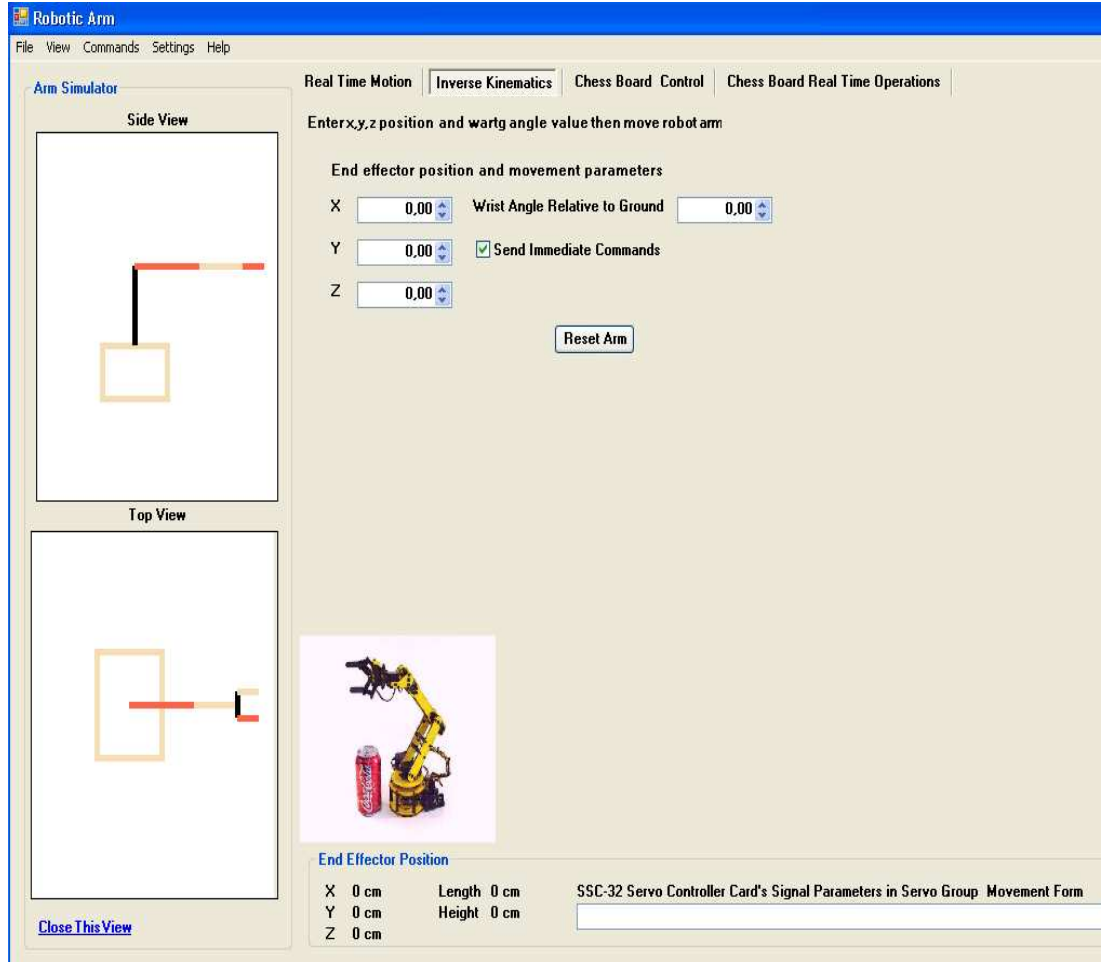 Robotic Arm
File View Commands Settings Help
Arm Simulator
Side View
Top View
Close This View
Real Time Motion Inverse Kinematics Chess Board Control Chess Board Real Time Operations
Enter x,y,z position and wartg angle value then move robot arm
End effector position and movement parameters
X 0,00 Wrist Angle Relative to Ground 0,00
Y 0,00 Send Immediate Commands
Z 0,00
Reset Arm
Coca-Cola
End Effector Position
X 0 cm Length 0 cm SSC-32 Servo Controller Card's Signal Parameters in Servo Group Movement Form
Y 0 cm Height 0 cm
Z 0 cm